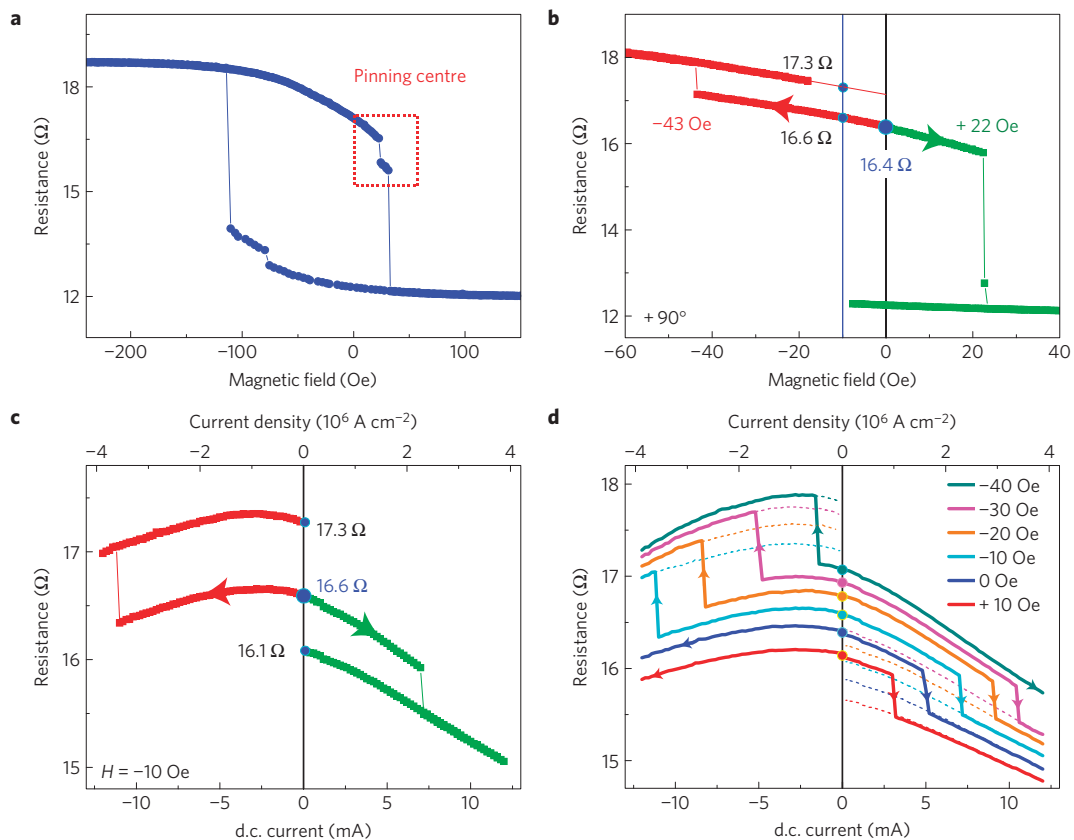 a
18
15
12
Resistance (Ω)
Pinning centre
−200
−100
0
100
Magnetic field (Oe)
b
18
16
14
12
Resistance (Ω)
17.3 Ω
−43 Oe
16.6 Ω
+ 22 Oe
16.4 Ω
+ 90°
−60
−40
−20
0
20
40
Magnetic field (Oe)
c
Current density (10⁶ A cm⁻²)
−4
−2
0
2
4
17
16
15
Resistance (Ω)
17.3 Ω
16.6 Ω
16.1 Ω
H = −10 Oe
−10
−5
0
5
10
d.c. current (mA)
d
Current density (10⁶ A cm⁻²)
−4
−2
0
2
4
18
17
16
15
Resistance (Ω)
−40 Oe
−30 Oe
−20 Oe
−10 Oe
0 Oe
+ 10 Oe
−10
−5
0
5
10
d.c. current (mA)